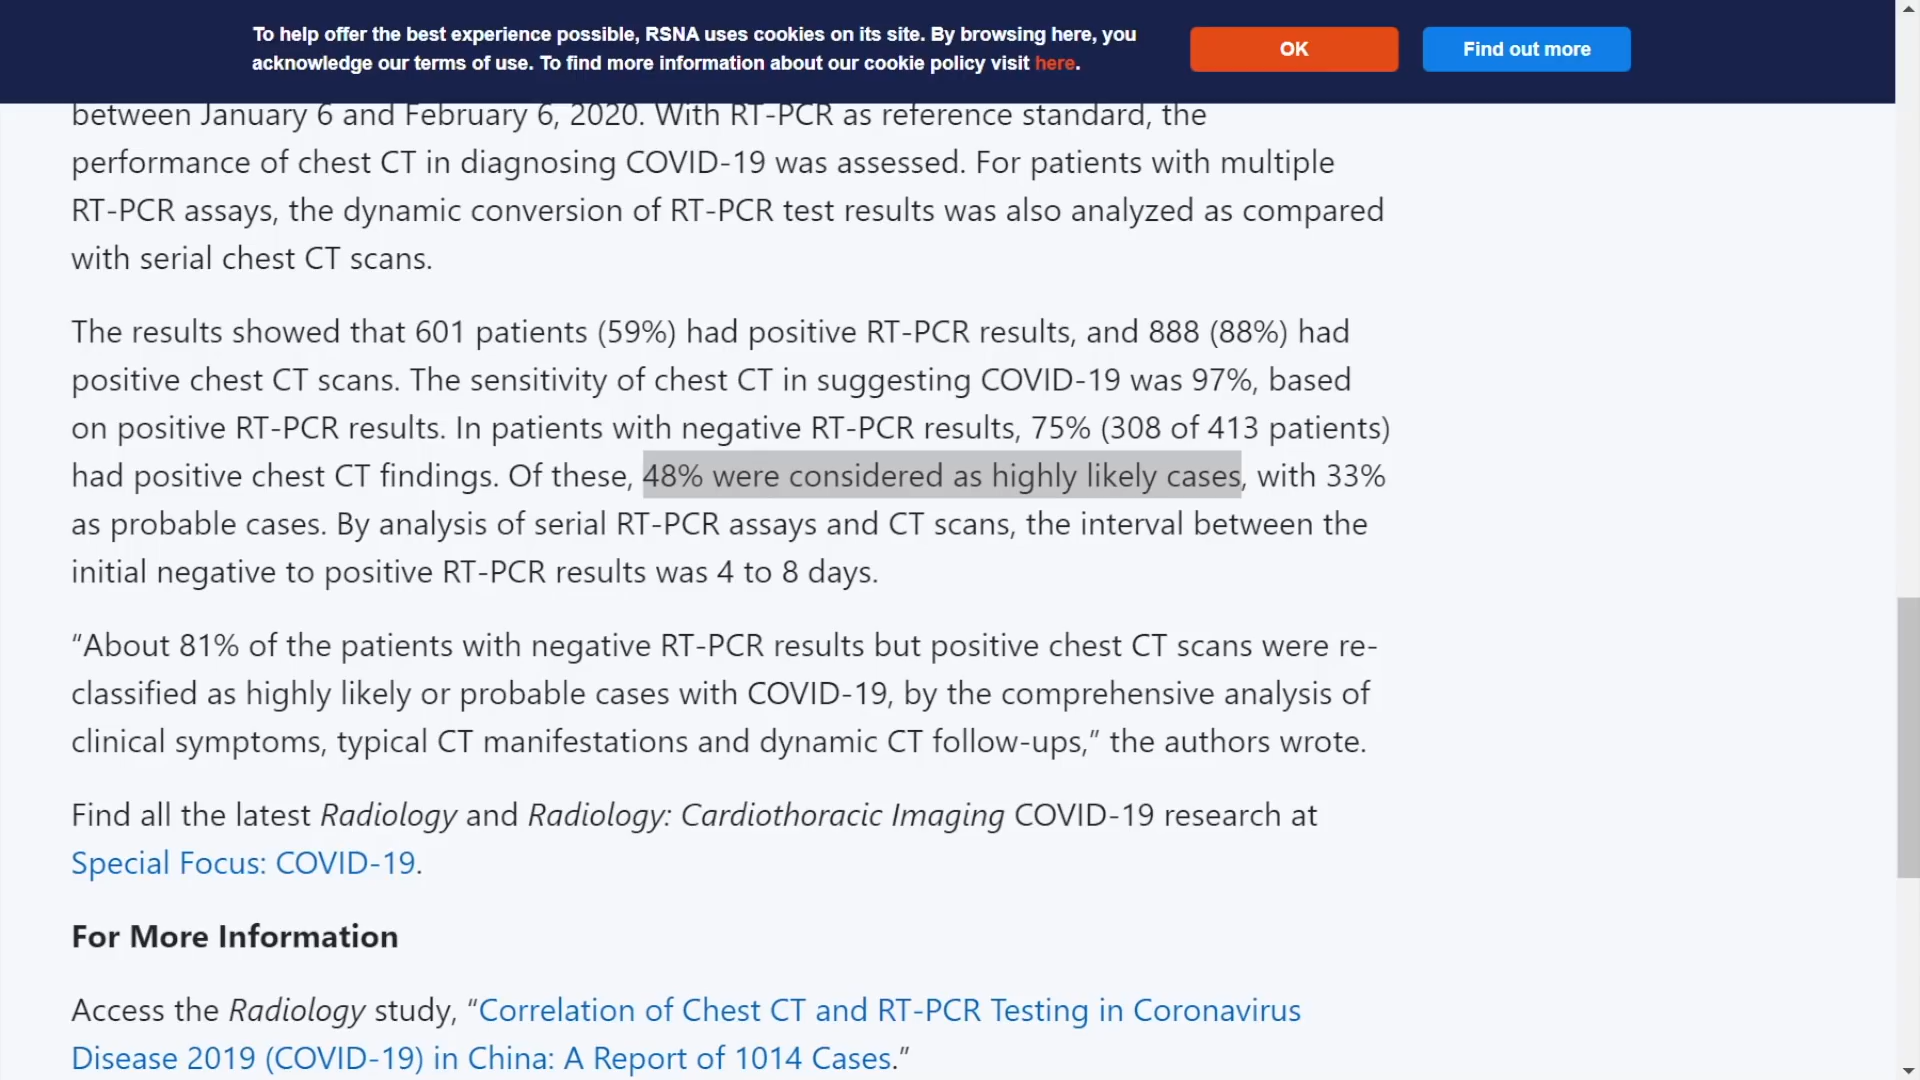 To help offer the best experience possible, RSNA uses cookies on its site. By browsing here, you
acknowledge our terms of use. To find more information about our cookie policy visit here.
OK
Find out more
between January 6 and February 6, 2020. With RT-PCR as reference standard, the
performance of chest CT in diagnosing COVID-19 was assessed. For patients with multiple
RT-PCR assays, the dynamic conversion of RT-PCR test results was also analyzed as compared
with serial chest CT scans.
The results showed that 601 patients (59%) had positive RT-PCR results, and 888 (88%) had
positive chest CT scans. The sensitivity of chest CT in suggesting COVID-19 was 97%, based
on positive RT-PCR results. In patients with negative RT-PCR results, 75% (308 of 413 patients)
had positive chest CT findings. Of these, 48% were considered as highly likely cases, with 33%
as probable cases. By analysis of serial RT-PCR assays and CT scans, the interval between the
initial negative to positive RT-PCR results was 4 to 8 days.
“About 81% of the patients with negative RT-PCR results but positive chest CT scans were re-
classified as highly likely or probable cases with COVID-19, by the comprehensive analysis of
clinical symptoms, typical CT manifestations and dynamic CT follow-ups,” the authors wrote.
Find all the latest Radiology and Radiology: Cardiothoracic Imaging COVID-19 research at
Special Focus: COVID-19.
For More Information
Access the Radiology study, “Correlation of Chest CT and RT-PCR Testing in Coronavirus
Disease 2019 (COVID-19) in China: A Report of 1014 Cases.”